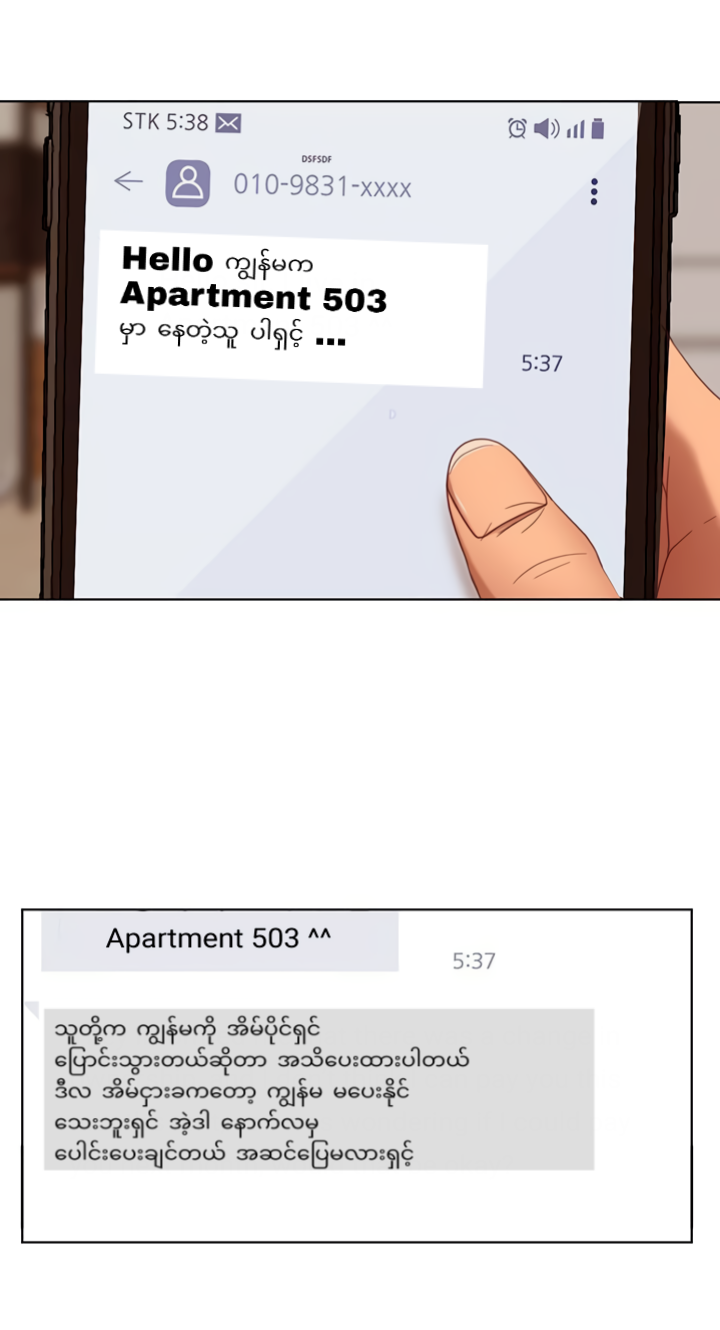 STK 5:38
DSFSDF
010-9831-xxxx
Hello ကျွန်မက
Apartment 503
မှာ နေတဲ့သူ ပါရှင့် ...
5:37
D
Apartment 503 ^^
5:37
သူတို့က ကျွန်မကို အိမ်ပိုင်ရှင်
ပြောင်းသွားတယ်ဆိုတာ အသိပေးထားပါတယ်
ဒီလ အိမ်ငှားခကတော့ ကျွန်မ မပေးနိုင်
သေးဘူးရှင် အဲ့ဒါ နောက်လမှ
ပေါင်းပေးချင်တယ် အဆင်ပြေမလားရှင့်